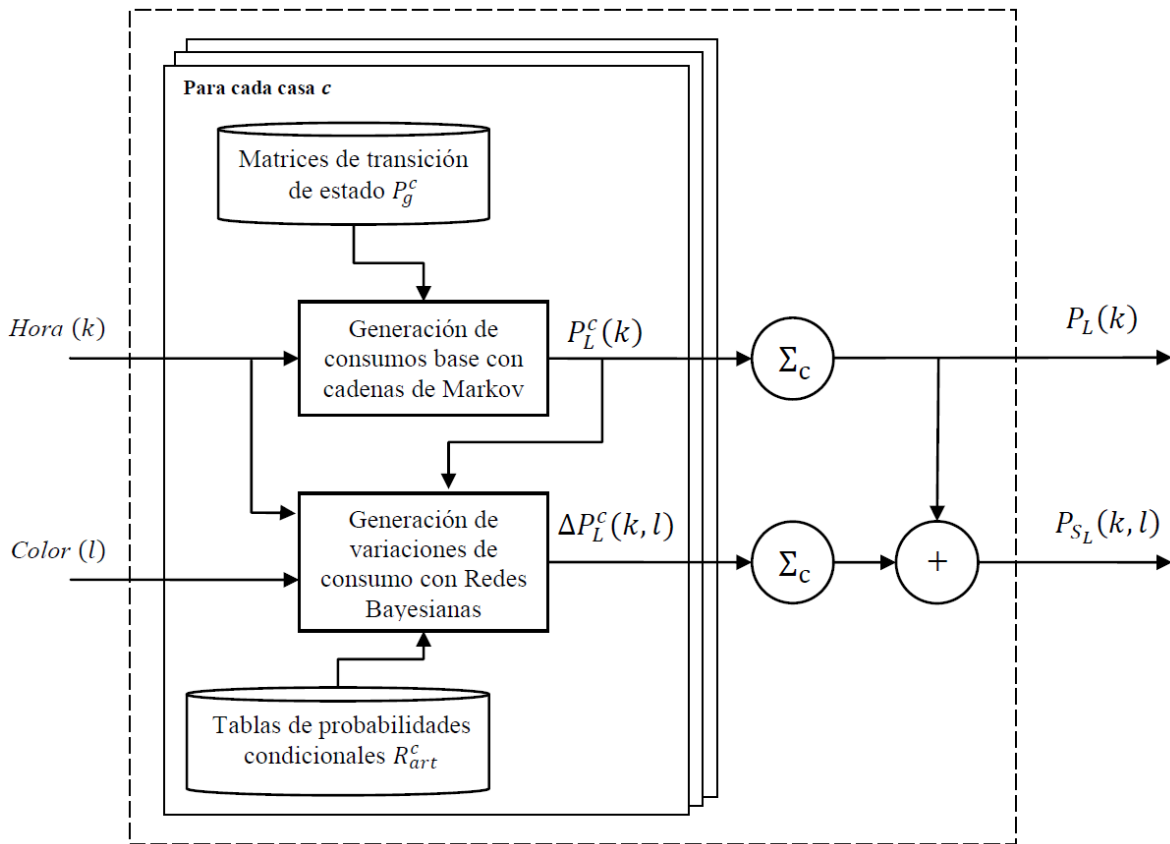 Para cada casa c
Matrices de transición
de estado P_g^c
Hora (k)
Generación de
consumos base con
cadenas de Markov
P_L^c(k)
Σ_c
P_L(k)
Color (l)
Generación de
variaciones de
consumo con Redes
Bayesianas
ΔP_L^c(k, l)
Σ_c
+
P_{S_L}(k, l)
Tablas de probabilidades
condicionales R_{art}^c